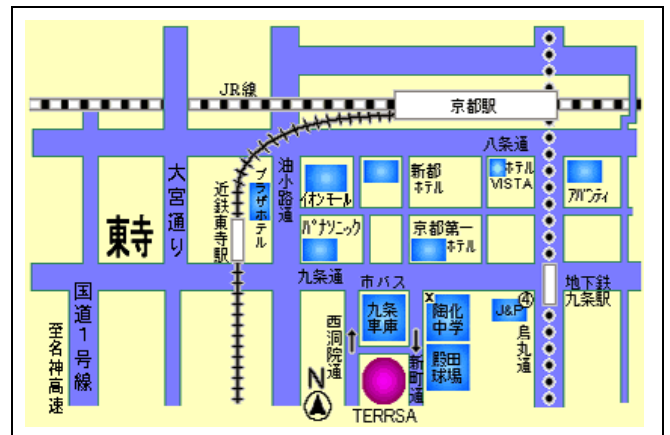 JR線
京都駅
八条通
大宮通り
近鉄東寺駅
プラザホテル
油小路通
イオンモール
新都
ホテル
ホテル
VISTA
アバンティ
東寺
パナソニック
京都第一
ホテル
九条通
市バス
地下鉄
九条駅
国道1号線
至名神高速
西洞院通
九条
車庫
X
陶化
中学
J&P
④
烏丸通
新町通
殿田
球場
N
TERRSA